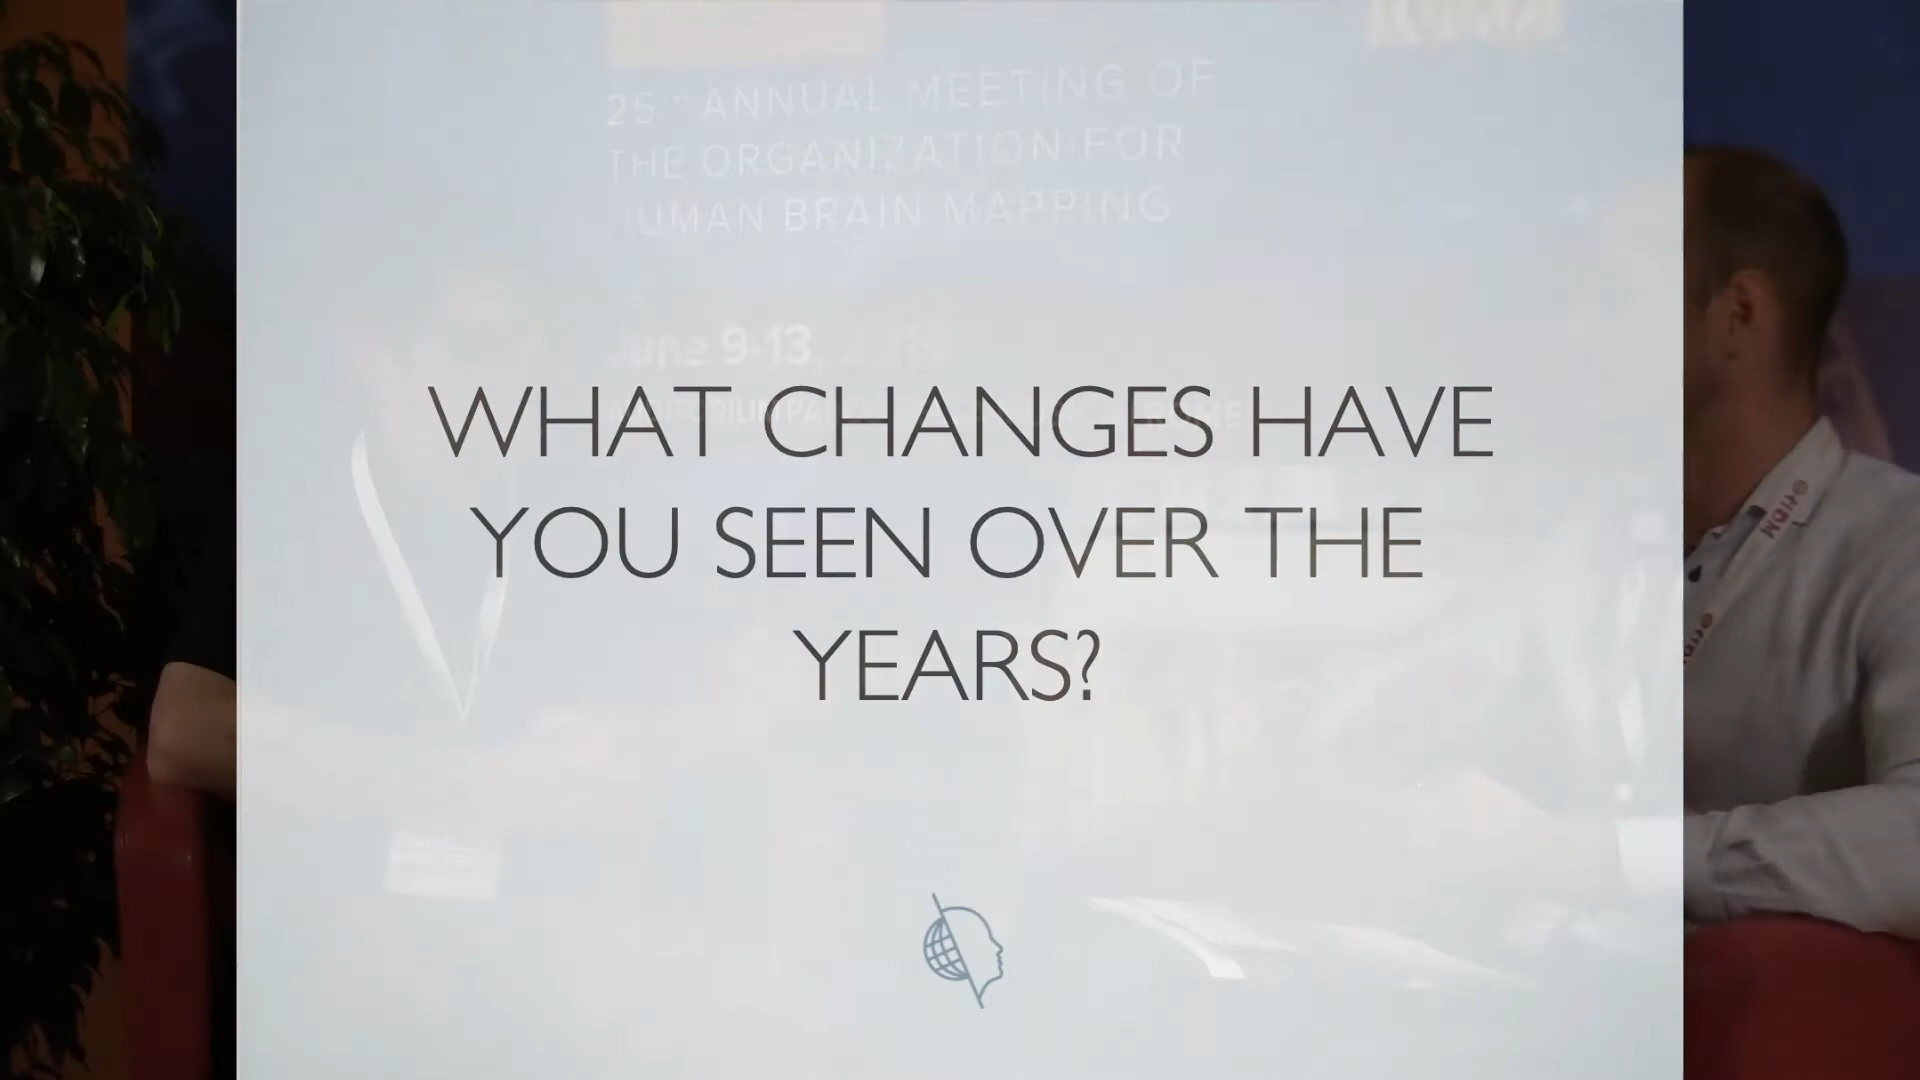 25 ANNUAL MEETING OF
THE ORGANIZATION FOR
HUMAN BRAIN MAPPING
June 9-13,
WHAT CHANGES HAVE
YOU SEEN OVER THE
YEARS?